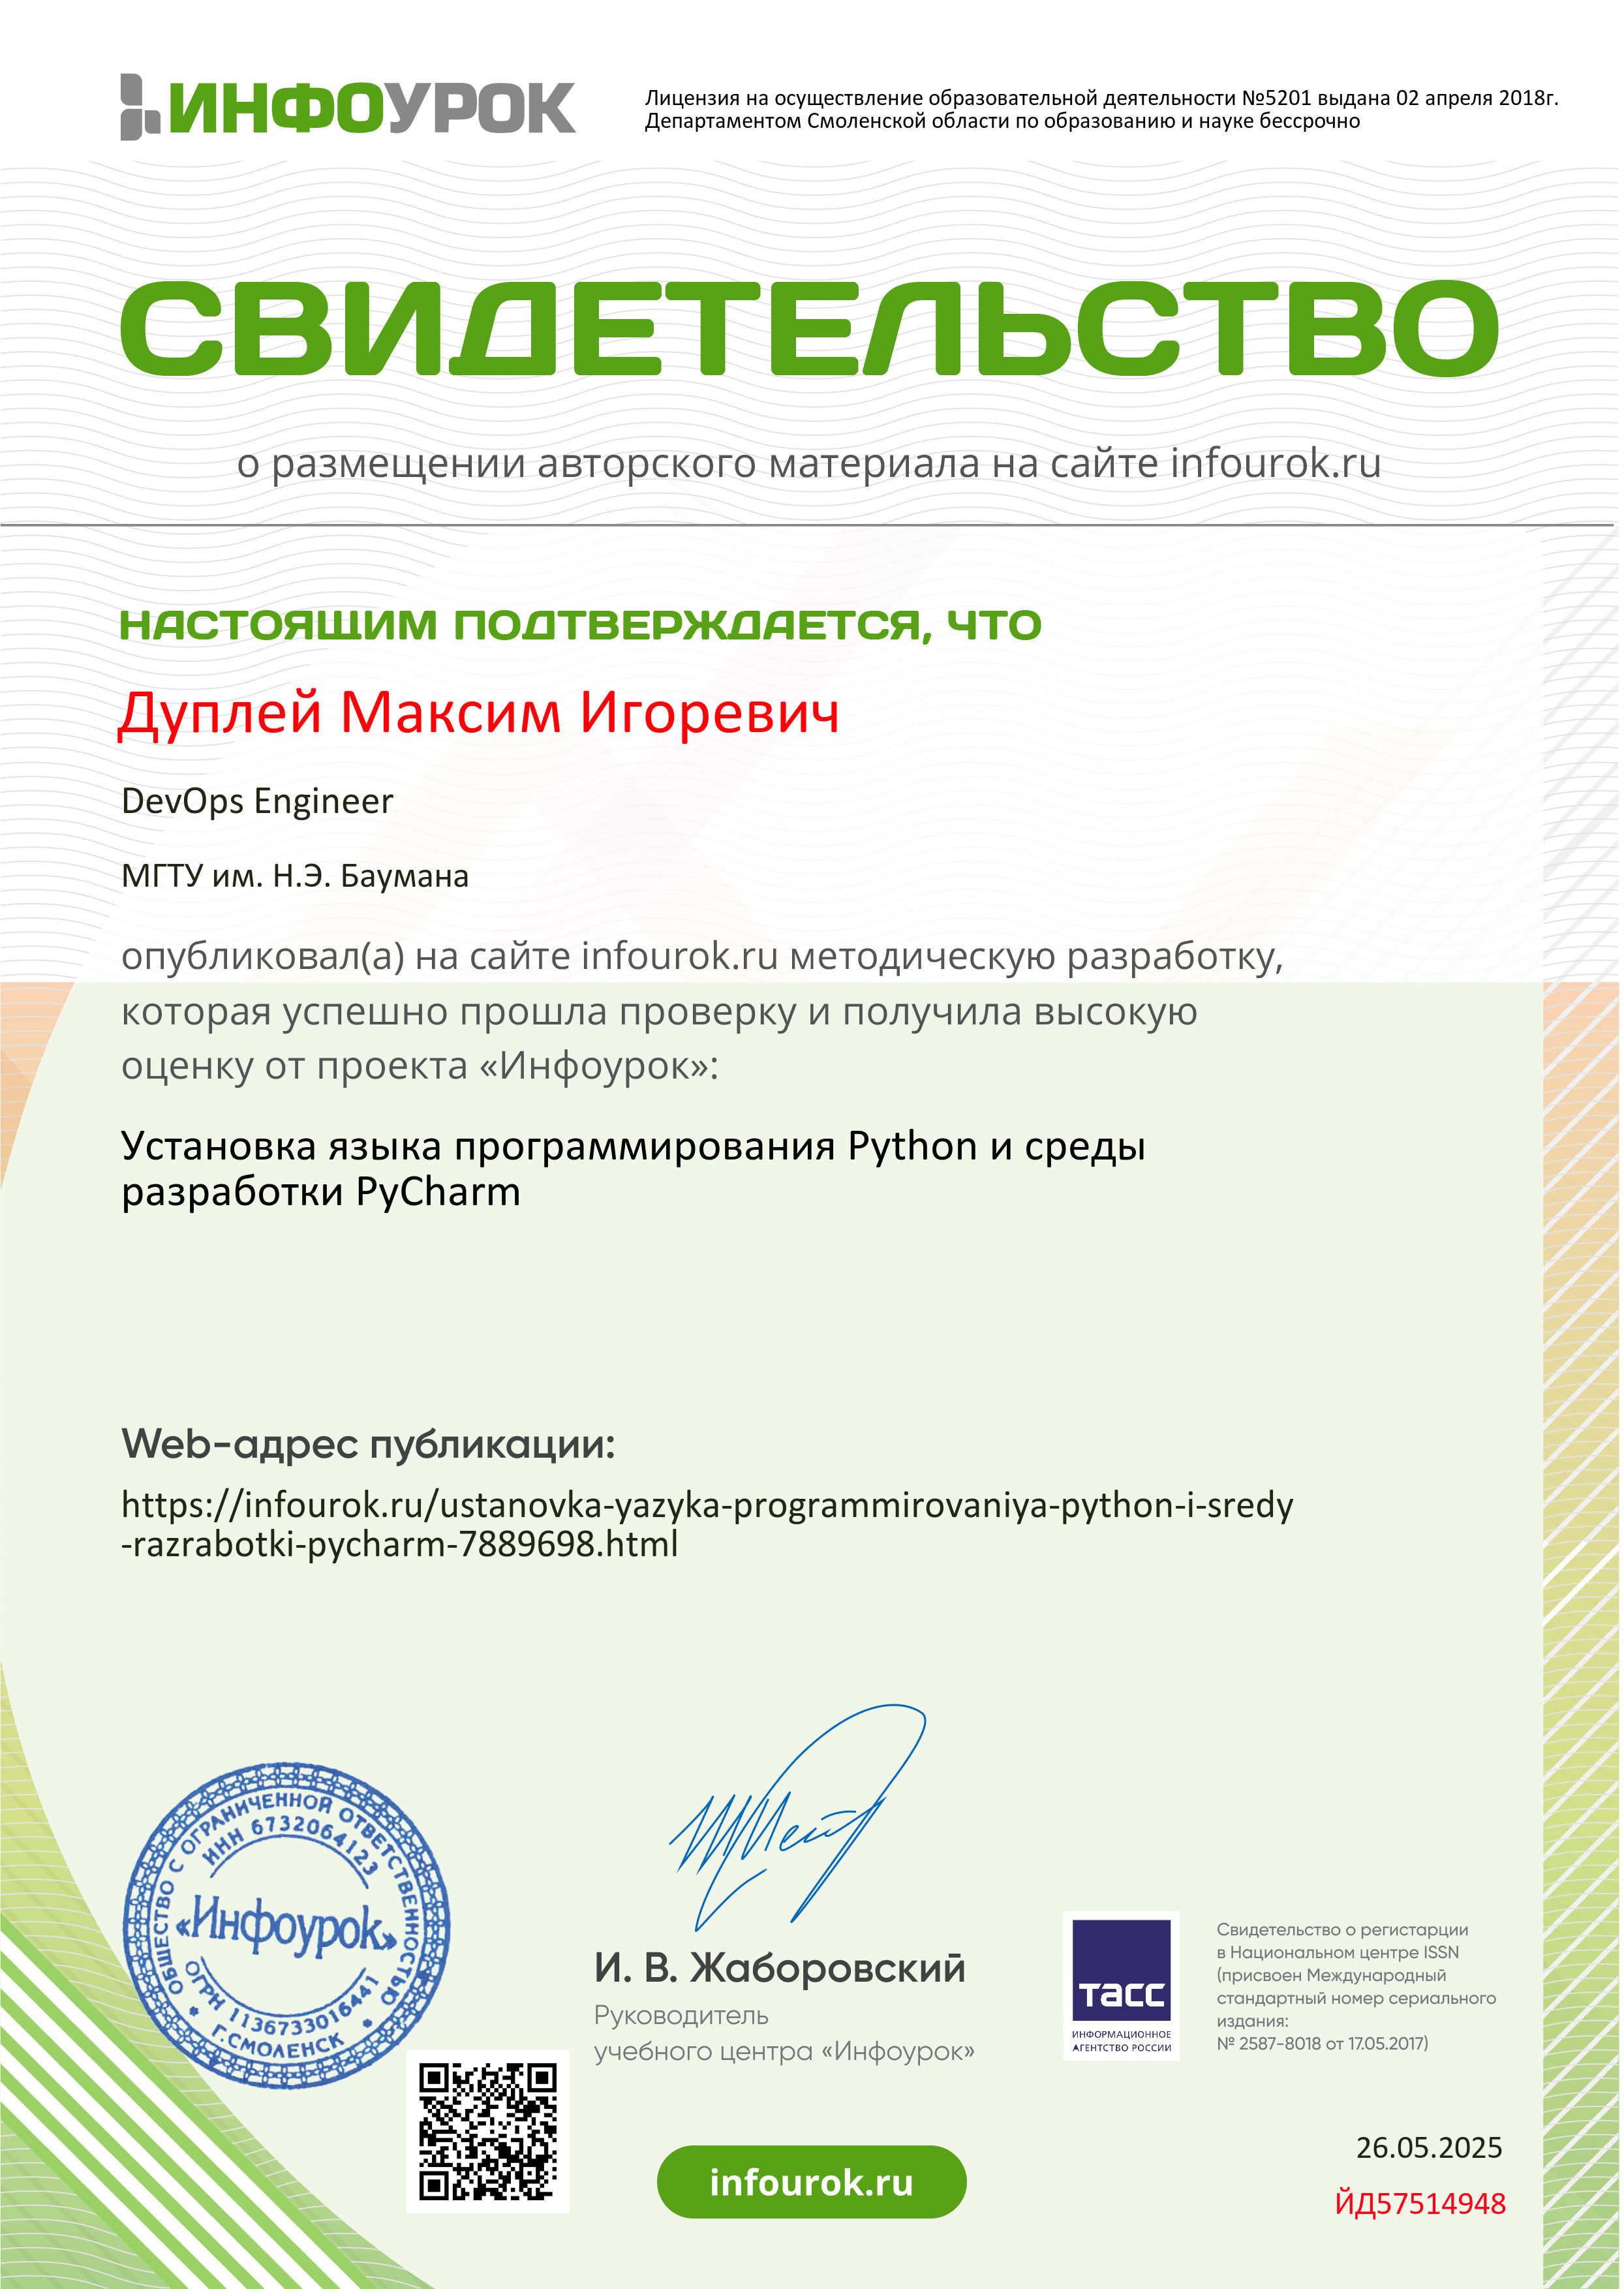 ИНФОУРОК
Лицензия на осуществление образовательной деятельности №5201 выдана 02 апреля 2018г.
Департаментом Смоленской области по образованию и науке бессрочно
СВИДЕТЕЛЬСТВО
о размещении авторского материала на сайте infourok.ru
НАСТОЯЩИМ ПОДТВЕРЖДАЕТСЯ, ЧТО
Дуплей Максим Игоревич
DevOps Engineer
МГТУ им. Н.Э. Баумана
опубликовал(а) на сайте infourok.ru методическую разработку,
которая успешно прошла проверку и получила высокую
оценку от проекта «Инфоурок»:
Установка языка программирования Python и среды
разработки PyCharm
Web-адрес публикации:
https://infourok.ru/ustanovka-yazyka-programmirovaniya-python-i-sredy
-razrabotki-pycharm-7889698.html
ОБЩЕСТВО С ОГРАНИЧЕННОЙ ОТВЕТСТВЕННОСТЬЮ
ИНН 6732064123
«Инфоурок»
ОГРН 1136733016441
Г.СМОЛЕНСК
И. В. Жаборовский
Руководитель
учебного центра «Инфоурок»
ТАСС
ИНФОРМАЦИОННОЕ
АГЕНТСТВО РОССИИ
Свидетельство о регистарции
в Национальном центре ISSN
(присвоен Международный
стандартный номер сериального
издания:
№ 2587-8018 от 17.05.2017)
infourok.ru
26.05.2025
ЙД57514948